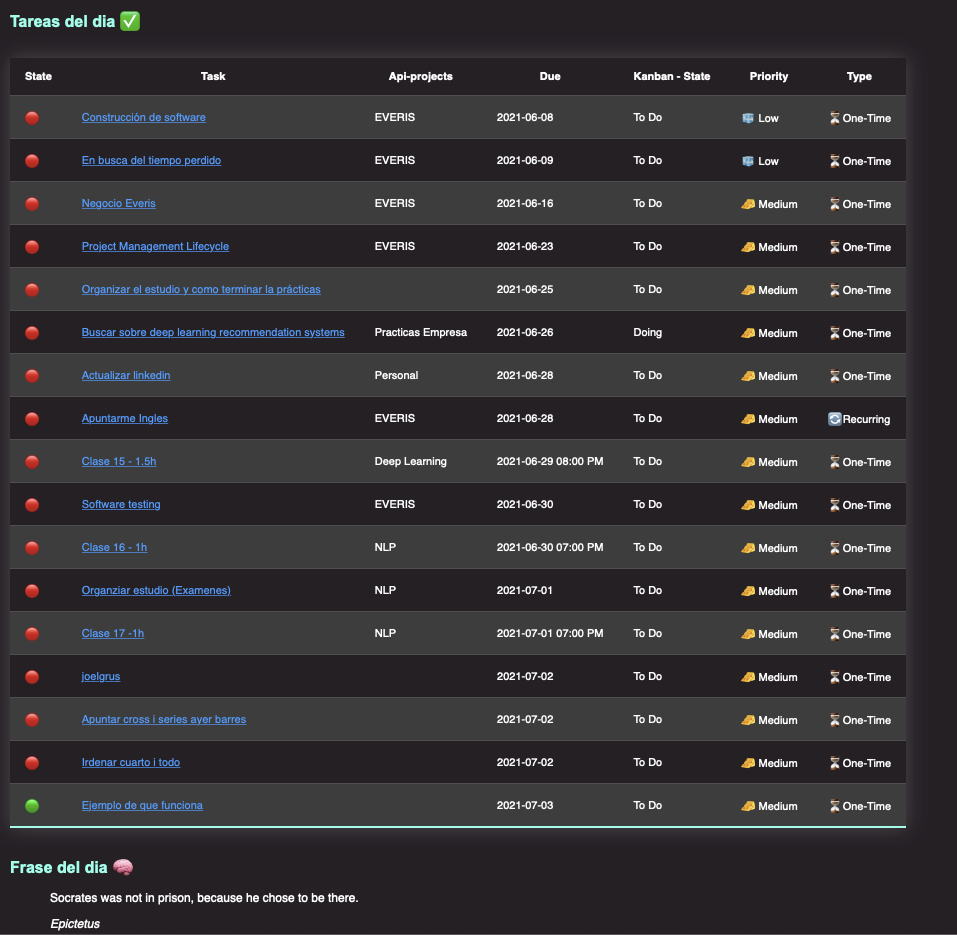 Tareas del dia ✅
State Task Api-projects Due Kanban - State Priority Type
🔴 Construcción de software EVERIS 2021-06-08 To Do 🧊 Low ⏳One-Time
🔴 En busca del tiempo perdido EVERIS 2021-06-09 To Do 🧊 Low ⏳One-Time
🔴 Negocio Everis EVERIS 2021-06-16 To Do 🧀 Medium ⏳One-Time
🔴 Project Management Lifecycle EVERIS 2021-06-23 To Do 🧀 Medium ⏳One-Time
🔴 Organizar el estudio y como terminar la prácticas 2021-06-25 To Do 🧀 Medium ⏳One-Time
🔴 Buscar sobre deep learning recommendation systems Practicas Empresa 2021-06-26 Doing 🧀 Medium ⏳One-Time
🔴 Actualizar linkedin Personal 2021-06-28 To Do 🧀 Medium ⏳One-Time
🔴 Apuntarme Ingles EVERIS 2021-06-28 To Do 🧀 Medium 🔄Recurring
🔴 Clase 15 - 1.5h Deep Learning 2021-06-29 08:00 PM To Do 🧀 Medium ⏳One-Time
🔴 Software testing EVERIS 2021-06-30 To Do 🧀 Medium ⏳One-Time
🔴 Clase 16 - 1h NLP 2021-06-30 07:00 PM To Do 🧀 Medium ⏳One-Time
🔴 Organziar estudio (Examenes) NLP 2021-07-01 To Do 🧀 Medium ⏳One-Time
🔴 Clase 17 -1h NLP 2021-07-01 07:00 PM To Do 🧀 Medium ⏳One-Time
🔴 joelgrus 2021-07-02 To Do 🧀 Medium ⏳One-Time
🔴 Apuntar cross i series ayer barres 2021-07-02 To Do 🧀 Medium ⏳One-Time
🔴 Irdenar cuarto i todo 2021-07-02 To Do 🧀 Medium ⏳One-Time
🟢 Ejemplo de que funciona 2021-07-03 To Do 🧀 Medium ⏳One-Time
Frase del dia 🧠
Socrates was not in prison, because he chose to be there.
Epictetus